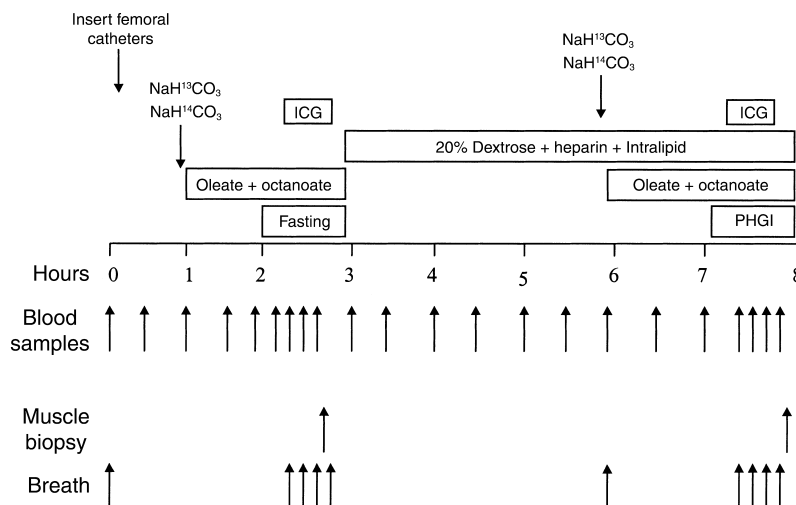 Insert femoral
catheters
NaH¹³CO₃
NaH¹⁴CO₃
ICG
NaH¹³CO₃
NaH¹⁴CO₃
ICG
20% Dextrose + heparin + Intralipid
Oleate + octanoate
Oleate + octanoate
Fasting
PHGI
Hours 0 1 2 3 4 5 6 7 8
Blood
samples
Muscle
biopsy
Breath